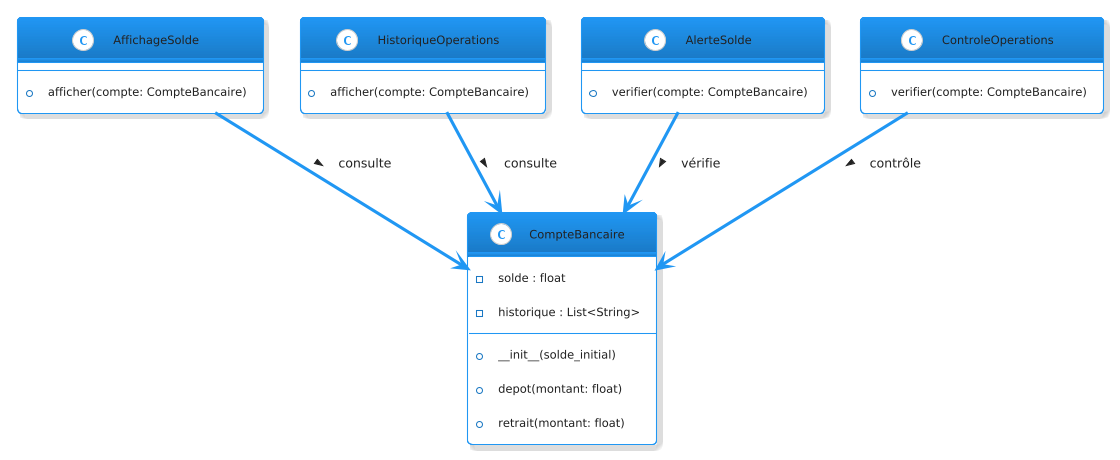 C AffichageSolde
afficher(compte: CompteBancaire)
C HistoriqueOperations
afficher(compte: CompteBancaire)
C AlerteSolde
verifier(compte: CompteBancaire)
C ControleOperations
verifier(compte: CompteBancaire)
consulte
consulte
vérifie
contrôle
C CompteBancaire
solde : float
historique : List<String>
__init__(solde_initial)
depot(montant: float)
retrait(montant: float)